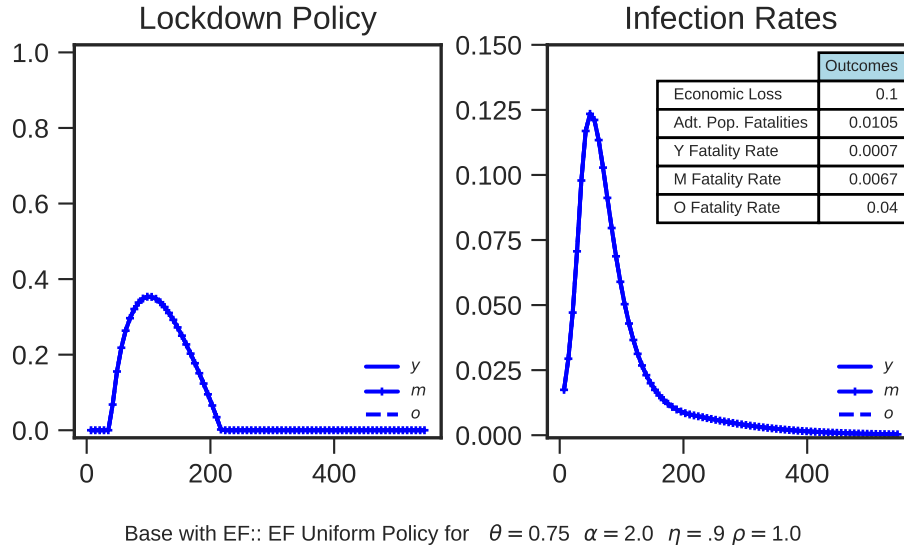 Lockdown Policy
1.0
0.8
0.6
0.4
0.2
0.0
0
200
400
y
m
o
Infection Rates
0.150
0.125
0.100
0.075
0.050
0.025
0.000
0
200
400
Outcomes
Economic Loss 0.1
Adt. Pop. Fatalities 0.0105
Y Fatality Rate 0.0007
M Fatality Rate 0.0067
O Fatality Rate 0.04
y
m
o
Base with EF:: EF Uniform Policy for θ = 0.75 α = 2.0 η = .9 ρ = 1.0